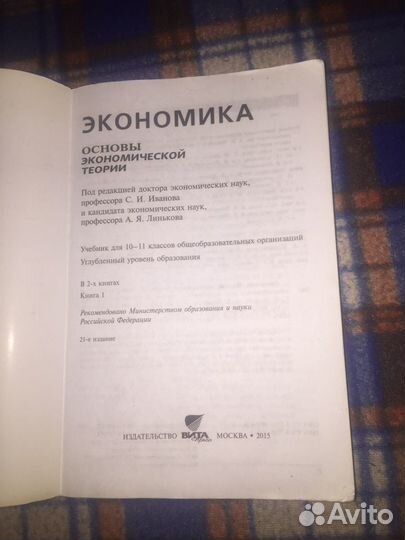 ЭКОНОМИКА
ОСНОВЫ
ЭКОНОМИЧЕСКОЙ
ТЕОРИИ
Под редакцией доктора экономических наук,
профессора С. И. Иванова
и кандидата экономических наук,
профессора А. Я. Линькова
Учебник для 10—11 классов общеобразовательных организаций
Углубленный уровень образования
В 2-х книгах
Книга 1
Рекомендовано Министерством образования и науки
Российской Федерации
21-е издание
ИЗДАТЕЛЬСТВО ВИТА Пресс МОСКВА • 2015
Avito